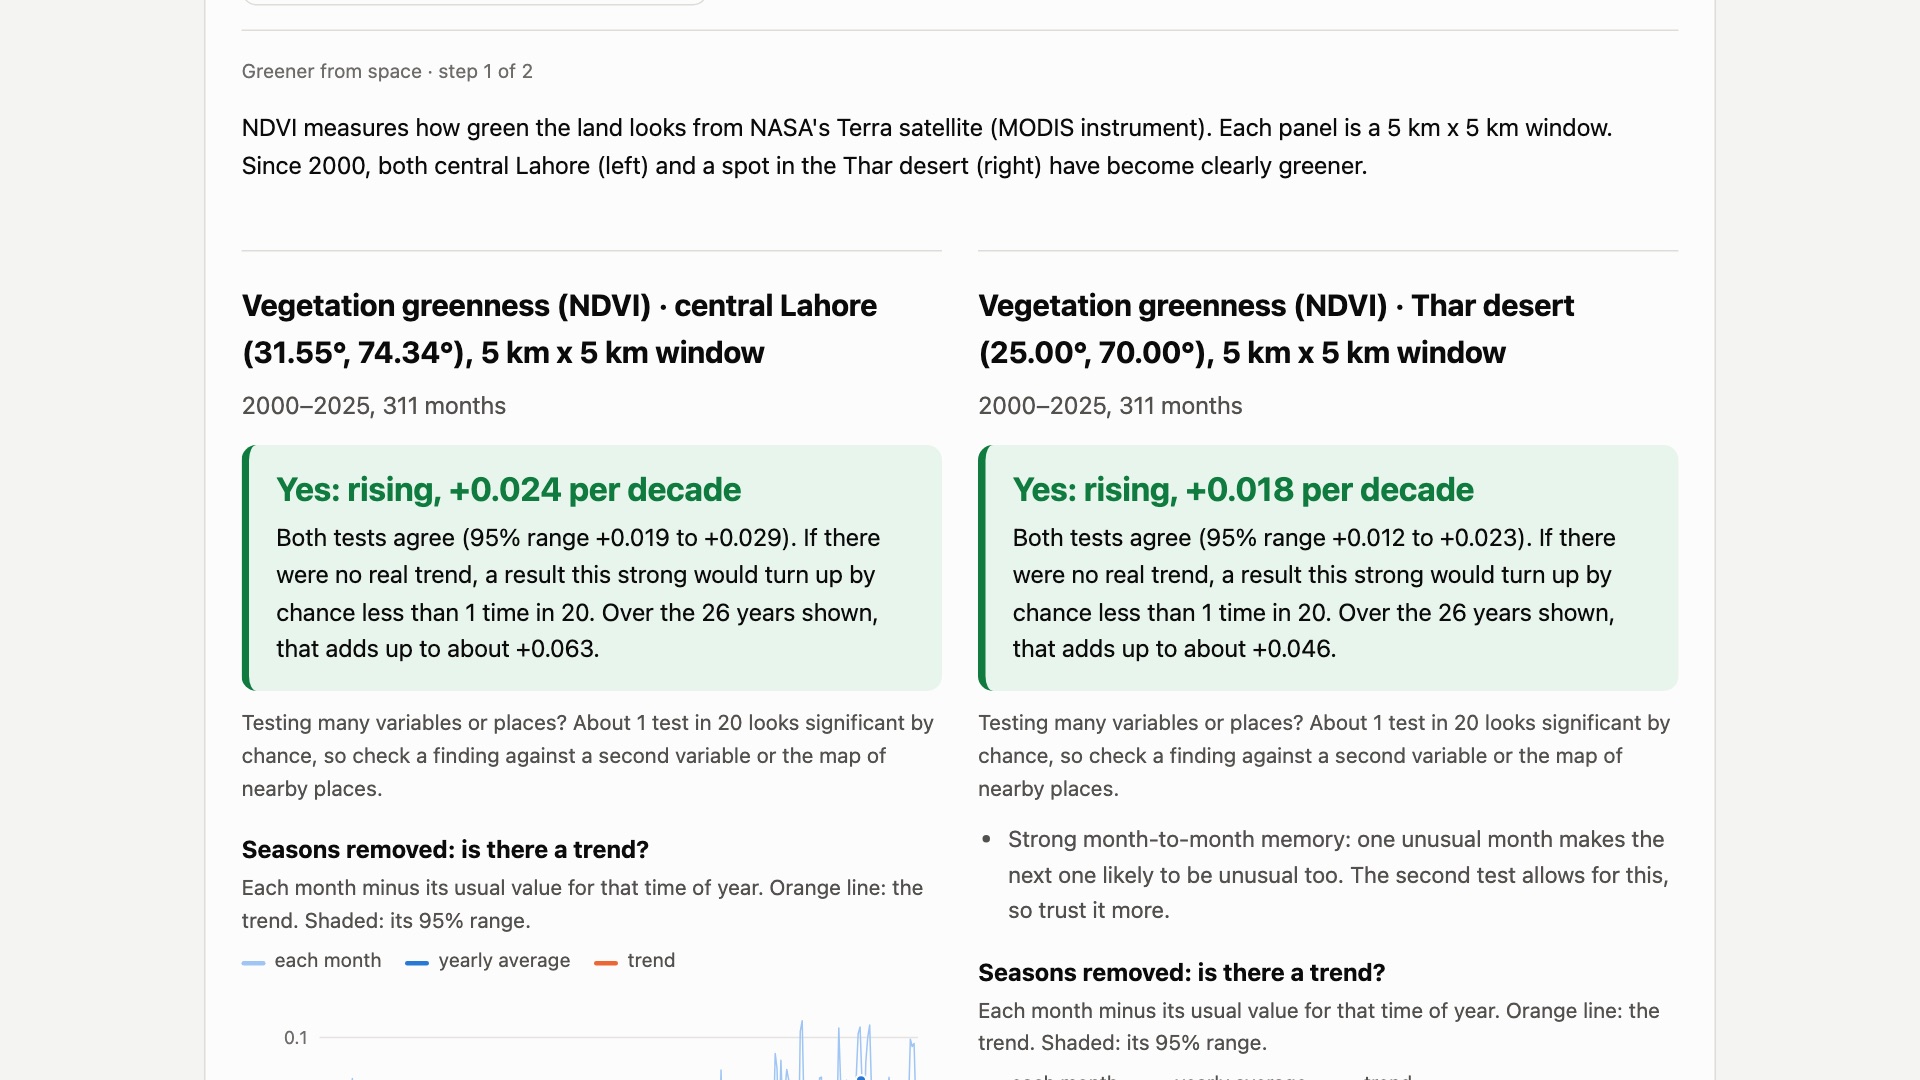 Greener from space · step 1 of 2
NDVI measures how green the land looks from NASA's Terra satellite (MODIS instrument). Each panel is a 5 km x 5 km window.
Since 2000, both central Lahore (left) and a spot in the Thar desert (right) have become clearly greener.
Vegetation greenness (NDVI) · central Lahore
(31.55°, 74.34°), 5 km x 5 km window
2000–2025, 311 months
Yes: rising, +0.024 per decade
Both tests agree (95% range +0.019 to +0.029). If there
were no real trend, a result this strong would turn up by
chance less than 1 time in 20. Over the 26 years shown,
that adds up to about +0.063.
Testing many variables or places? About 1 test in 20 looks significant by
chance, so check a finding against a second variable or the map of
nearby places.
Seasons removed: is there a trend?
Each month minus its usual value for that time of year. Orange line: the
trend. Shaded: its 95% range.
each month yearly average trend
0.1
Vegetation greenness (NDVI) · Thar desert
(25.00°, 70.00°), 5 km x 5 km window
2000–2025, 311 months
Yes: rising, +0.018 per decade
Both tests agree (95% range +0.012 to +0.023). If there
were no real trend, a result this strong would turn up by
chance less than 1 time in 20. Over the 26 years shown,
that adds up to about +0.046.
Testing many variables or places? About 1 test in 20 looks significant by
chance, so check a finding against a second variable or the map of
nearby places.
• Strong month-to-month memory: one unusual month makes the
next one likely to be unusual too. The second test allows for this,
so trust it more.
Seasons removed: is there a trend?
Each month minus its usual value for that time of year. Orange line: the
trend. Shaded: its 95% range.
each month yearly average trend